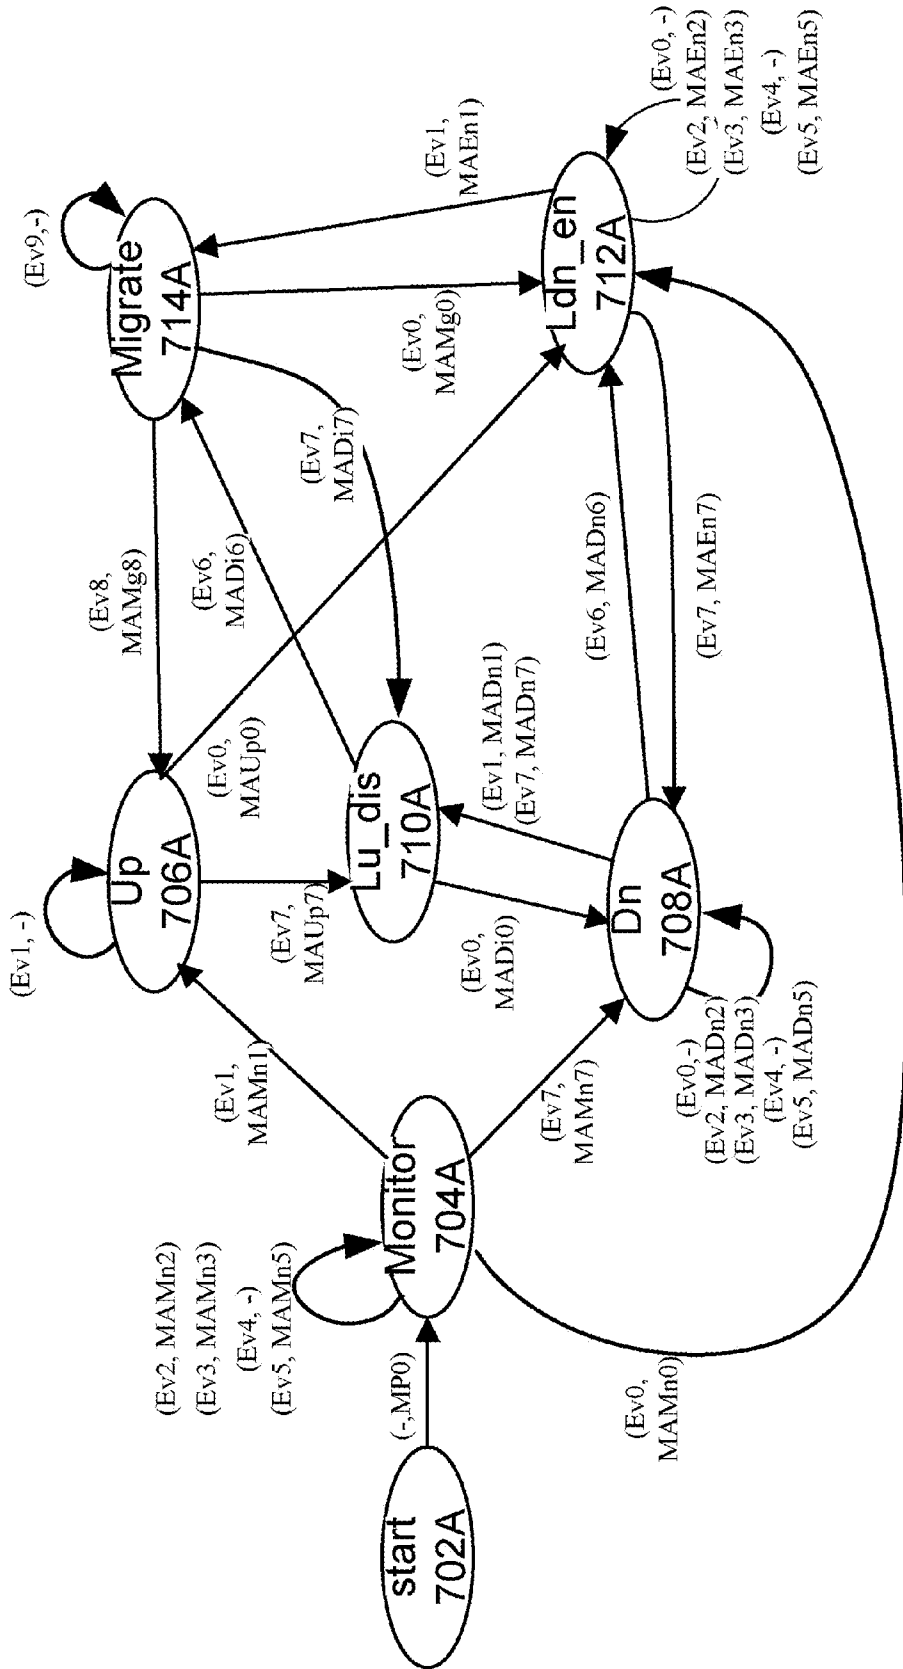 start
702A
(-,MP0)
(Ev2, MAMn2)
(Ev3, MAMn3)
(Ev4, -)
(Ev5, MAMn5)
Monitor
704A
(Ev0,
MAMn0)
(Ev1,
MAMn1)
(Ev7,
MAMn7)
(Ev1, -)
Up
706A
(Ev7,
MAUp7)
(Ev0,
MAUp0)
Lu_dis
710A
(Ev0,
MADi0)
(Ev1, MADn1)
(Ev7, MADn7)
Dn
708A
(Ev0,-)
(Ev2, MADn2)
(Ev3, MADn3)
(Ev4, -)
(Ev5, MADn5)
(Ev8,
MAMg8)
(Ev6,
MADi6)
(Ev7,
MADi7)
(Ev6, MADn6)
(Ev7, MAEn7)
(Ev9,-)
Migrate
714A
(Ev0,
MAMg0)
(Ev1,
MAEn1)
Ldn_en
712A
(Ev0, -)
(Ev2, MAEn2)
(Ev3, MAEn3)
(Ev4, -)
(Ev5, MAEn5)